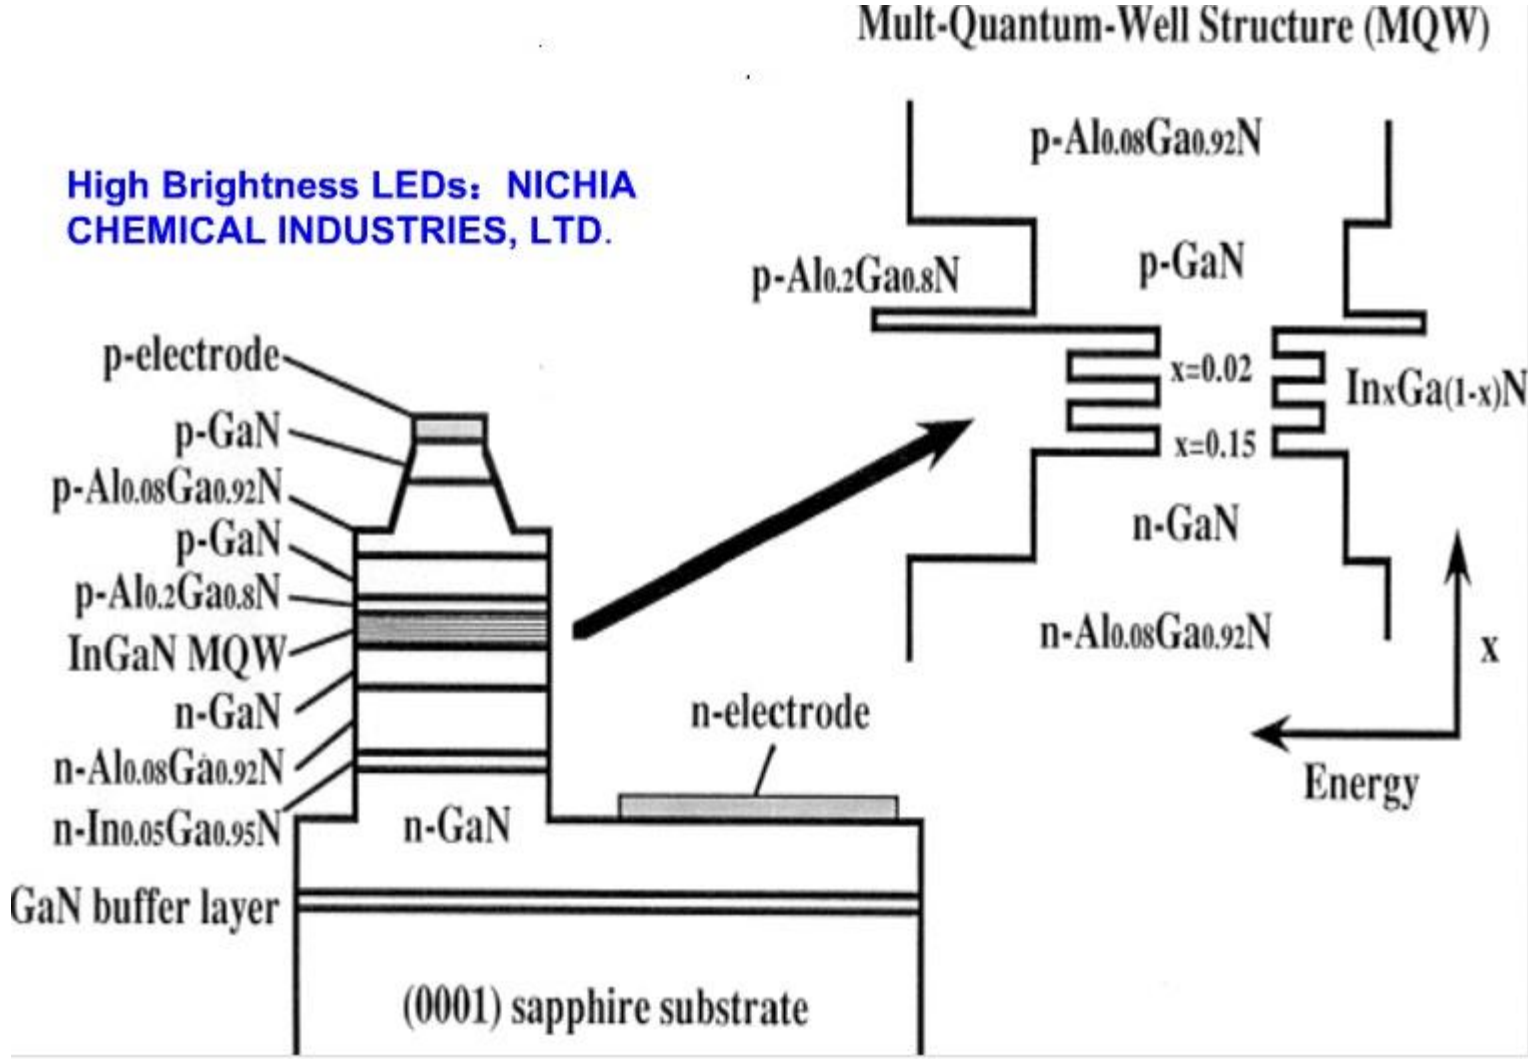 Mult-Quantum-Well Structure (MQW)
High Brightness LEDs: NICHIA
CHEMICAL INDUSTRIES, LTD.
p-electrode
p-GaN
p-Al0.08Ga0.92N
p-GaN
p-Al0.2Ga0.8N
InGaN MQW
n-GaN
n-Al0.08Ga0.92N
n-In0.05Ga0.95N
GaN buffer layer
n-GaN
n-electrode
(0001) sapphire substrate
p-Al0.08Ga0.92N
p-GaN
p-Al0.2Ga0.8N
x=0.02
InxGa(1-x)N
x=0.15
n-GaN
n-Al0.08Ga0.92N
x
Energy